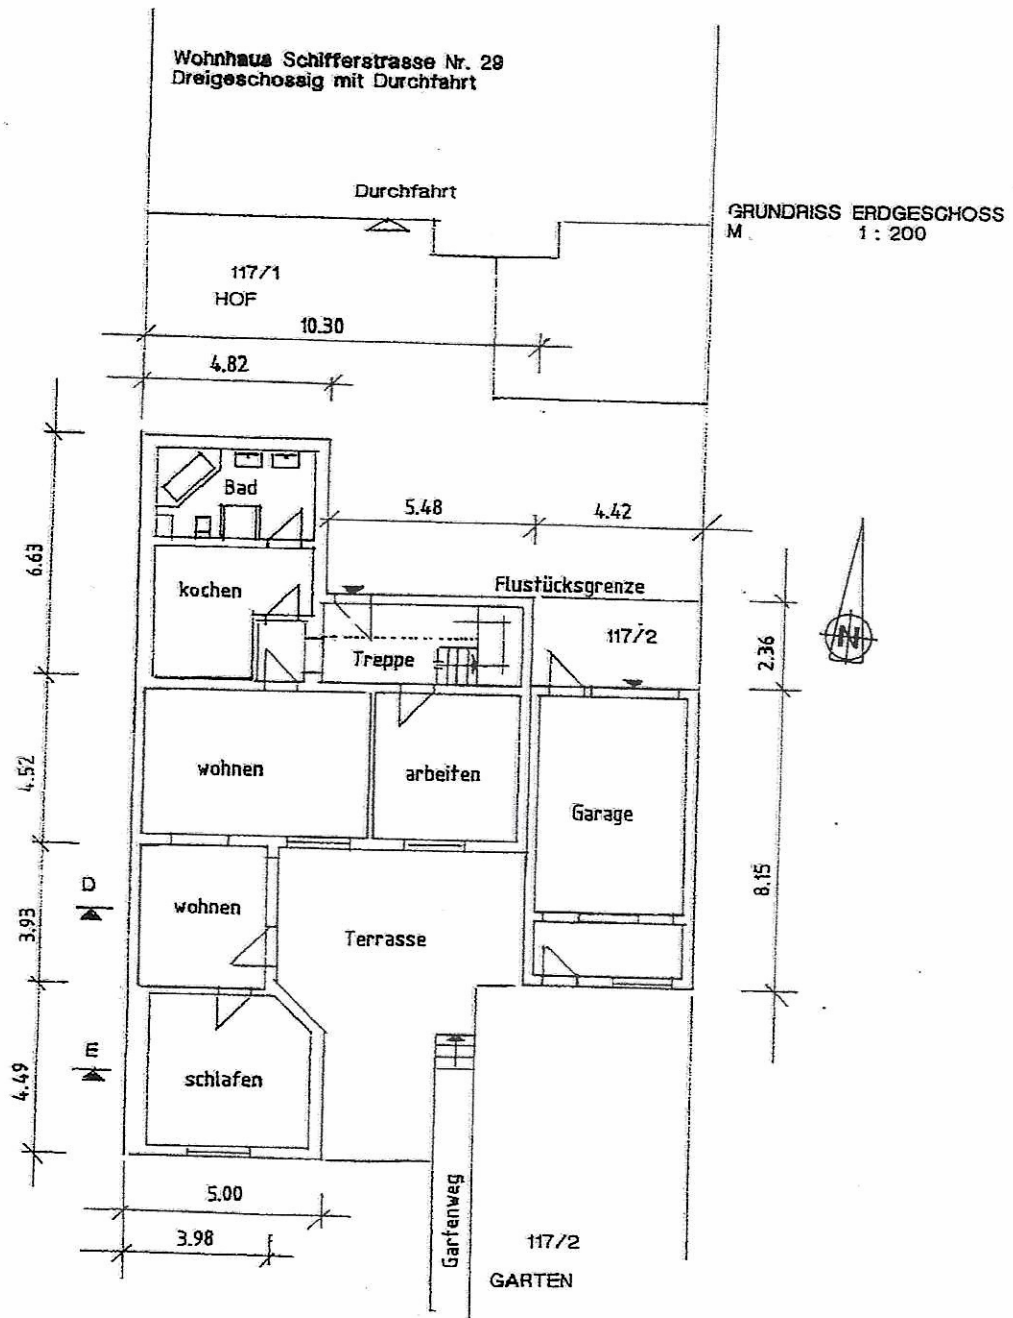 Wohnhaus Schifferstrasse Nr. 29
Dreigeschossig mit Durchfahrt
Durchfahrt
GRUNDRISS ERDGESCHOSS
M 1 : 200
117/1
HOF
10.30
4.82
Bad
5.48
4.42
6.63
kochen
Flustücksgrenze
117/2
N
Treppe
2.36
4.52
wohnen
arbeiten
Garage
D
3.93
wohnen
Terrasse
8.15
E
4.49
schlafen
5.00
3.98
Gartenweg
117/2
GARTEN